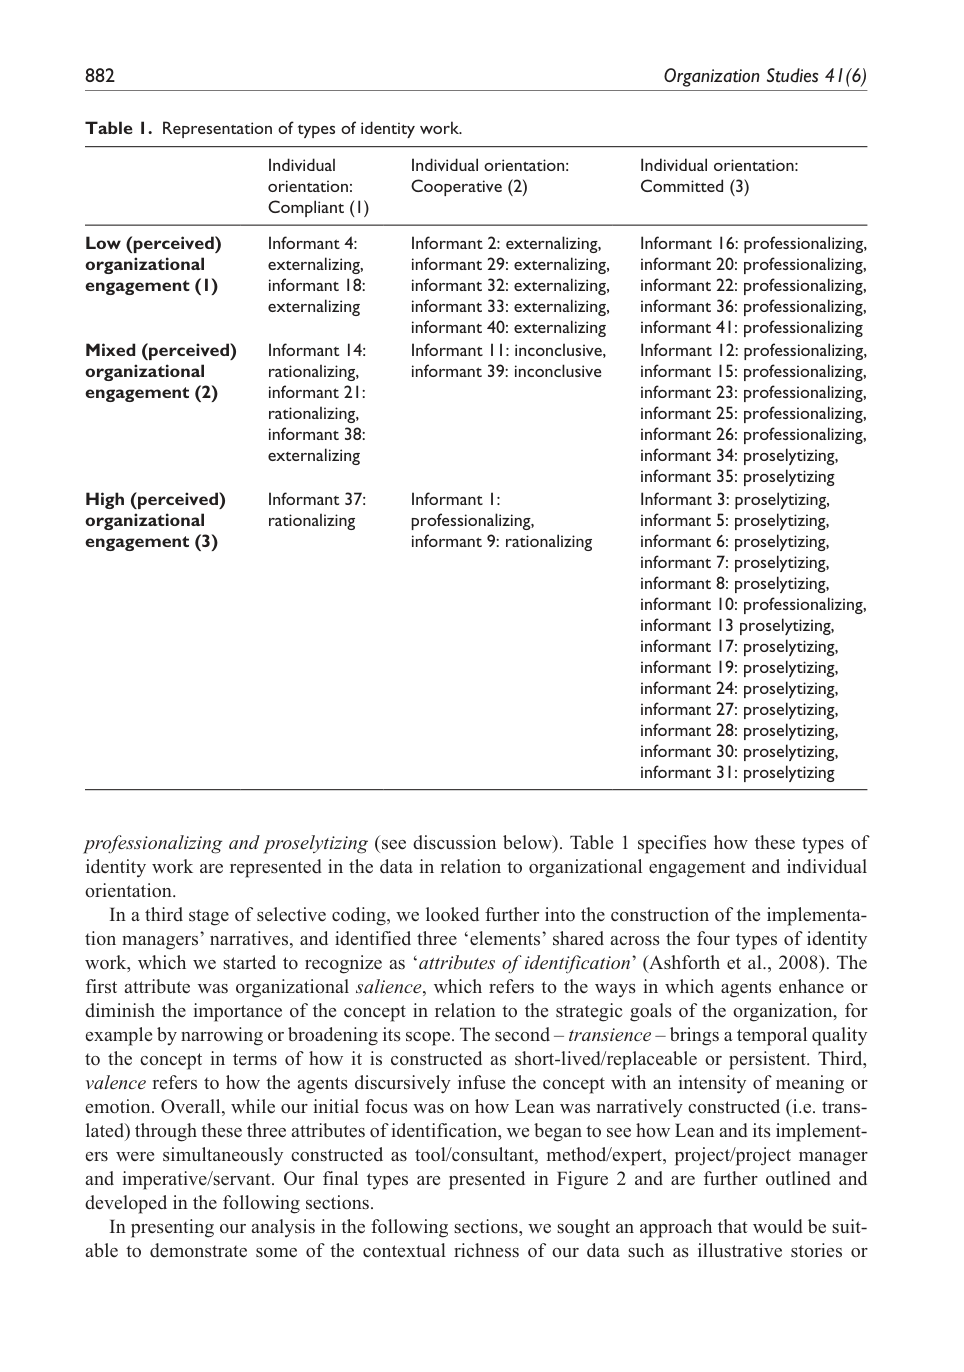 882
Organization Studies 41(6)
Table 1. Representation of types of identity work.
Individual
orientation:
Compliant (1)
Individual orientation:
Cooperative (2)
Individual orientation:
Committed (3)
Low (perceived)
organizational
engagement (1)
Informant 4:
externalizing,
informant 18:
externalizing
Informant 2: externalizing,
informant 29: externalizing,
informant 32: externalizing,
informant 33: externalizing,
informant 40: externalizing
Informant 16: professionalizing,
informant 20: professionalizing,
informant 22: professionalizing,
informant 36: professionalizing,
informant 41: professionalizing
Mixed (perceived)
organizational
engagement (2)
Informant 14:
rationalizing,
informant 21:
rationalizing,
informant 38:
externalizing
Informant 11: inconclusive,
informant 39: inconclusive
Informant 12: professionalizing,
informant 15: professionalizing,
informant 23: professionalizing,
informant 25: professionalizing,
informant 26: professionalizing,
informant 34: proselytizing,
informant 35: proselytizing
High (perceived)
organizational
engagement (3)
Informant 37:
rationalizing
Informant 1:
professionalizing,
informant 9: rationalizing
Informant 3: proselytizing,
informant 5: proselytizing,
informant 6: proselytizing,
informant 7: proselytizing,
informant 8: proselytizing,
informant 10: professionalizing,
informant 13 proselytizing,
informant 17: proselytizing,
informant 19: proselytizing,
informant 24: proselytizing,
informant 27: proselytizing,
informant 28: proselytizing,
informant 30: proselytizing,
informant 31: proselytizing
professionalizing and proselytizing (see discussion below). Table 1 specifies how these types of
identity work are represented in the data in relation to organizational engagement and individual
orientation.
In a third stage of selective coding, we looked further into the construction of the implementa-
tion managers’ narratives, and identified three ‘elements’ shared across the four types of identity
work, which we started to recognize as ‘attributes of identification’ (Ashforth et al., 2008). The
first attribute was organizational salience, which refers to the ways in which agents enhance or
diminish the importance of the concept in relation to the strategic goals of the organization, for
example by narrowing or broadening its scope. The second – transience – brings a temporal quality
to the concept in terms of how it is constructed as short-lived/replaceable or persistent. Third,
valence refers to how the agents discursively infuse the concept with an intensity of meaning or
emotion. Overall, while our initial focus was on how Lean was narratively constructed (i.e. trans-
lated) through these three attributes of identification, we began to see how Lean and its implement-
ers were simultaneously constructed as tool/consultant, method/expert, project/project manager
and imperative/servant. Our final types are presented in Figure 2 and are further outlined and
developed in the following sections.
In presenting our analysis in the following sections, we sought an approach that would be suit-
able to demonstrate some of the contextual richness of our data such as illustrative stories or